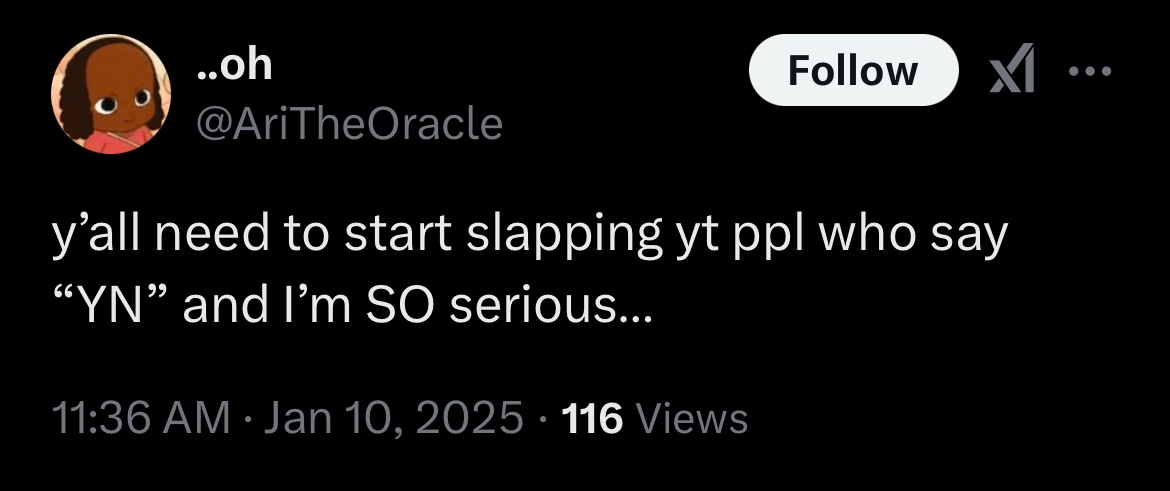 ..oh
Follow
@AriTheOracle
y’all need to start slapping yt ppl who say
“YN” and I’m SO serious...
11:36 AM · Jan 10, 2025 · 116 Views